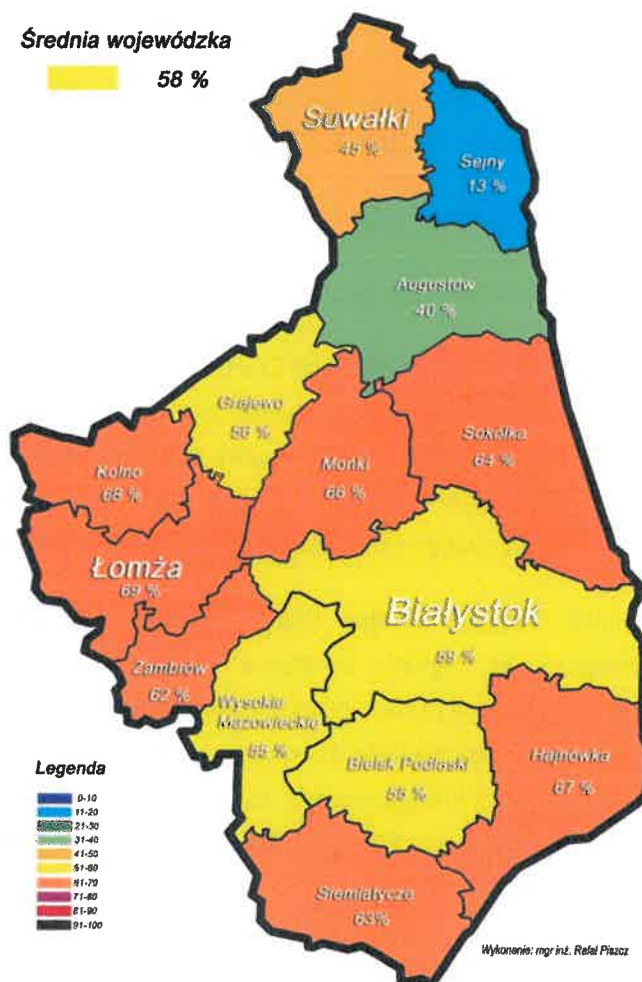 Średnia wojewódzka
58 %
Suwałki
45 %
Sejny
13 %
Augustów
40 %
Grajewo
56 %
Sokółka
64 %
Mońki
66 %
Kolno
68 %
Łomża
69 %
Białystok
59 %
Zambrów
62 %
Wysokie
Mazowieckie
55 %
Bielsk Podlaski
Hajnówka
67 %
Siemiatycze
63%
Legenda
0-10
11-20
21-30
31-40
41-50
51-60
61-70
71-80
81-90
91-100
Wykonanie: mgr inż. Rafał Piszcz